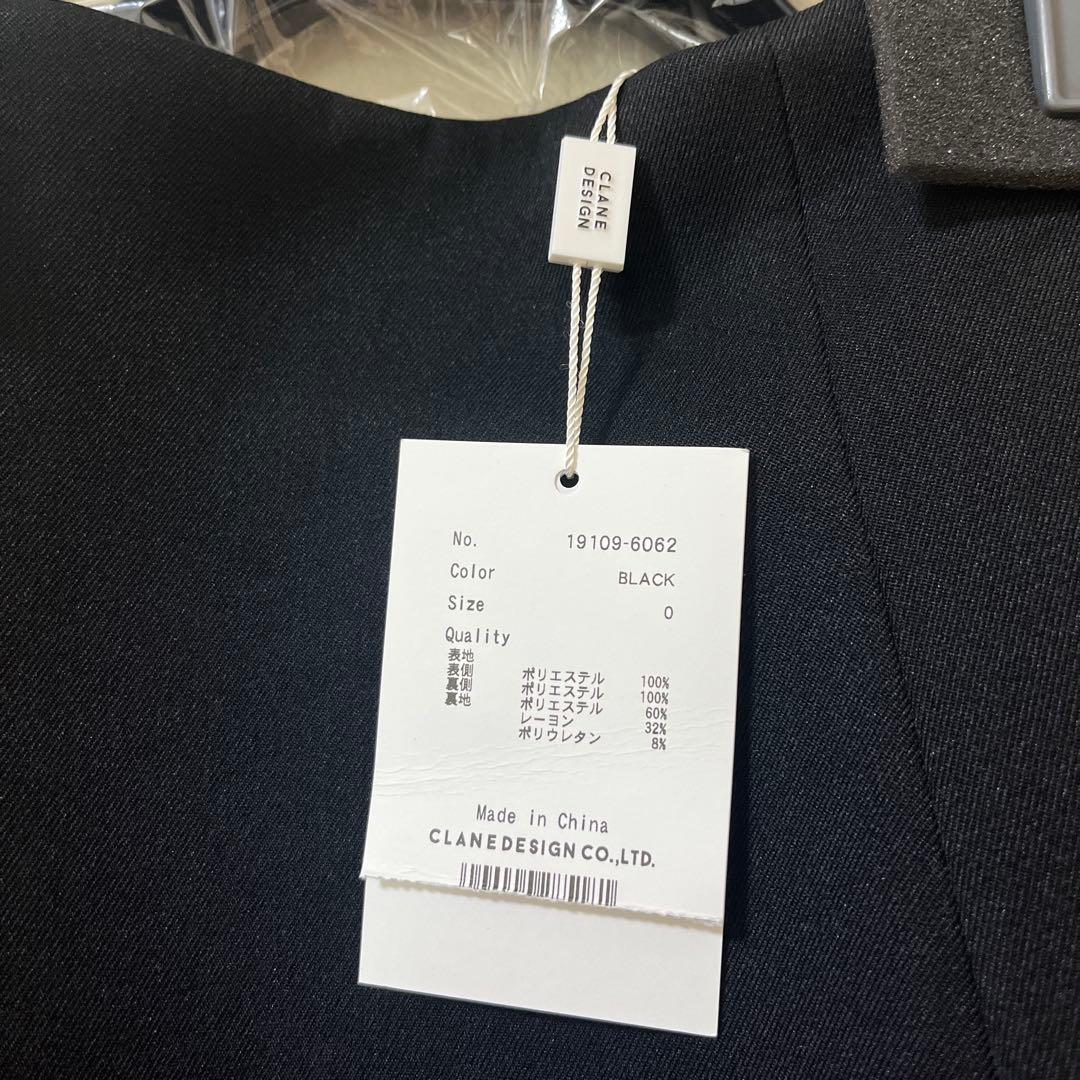 CLANE
DESIGN
No. 19109-6062
Color BLACK
Size 0
Quality
表地
表側 ポリエステル 100%
裏側 ポリエステル 100%
裏地 ポリエステル 60%
レーヨン 32%
ポリウレタン 8%
Made in China
CLANEDESIGN CO.,LTD.